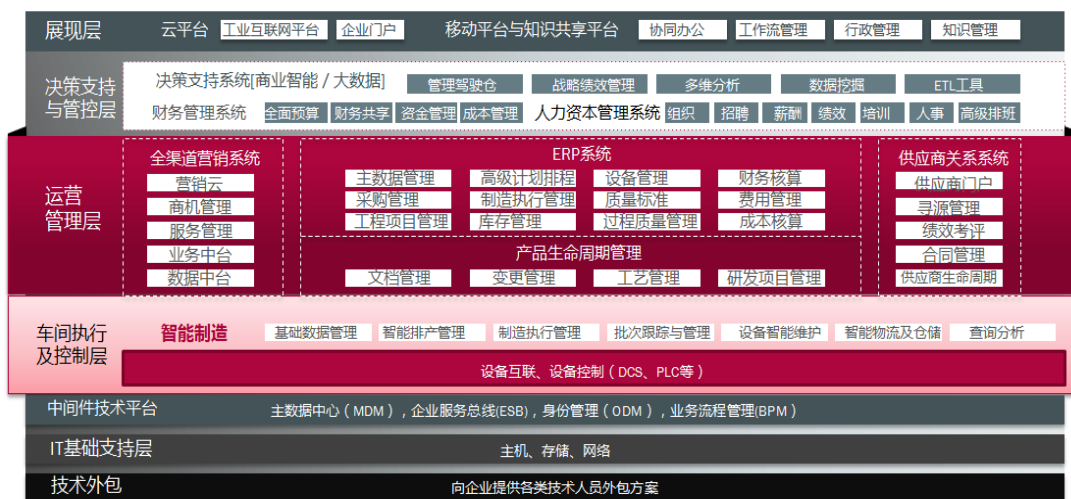 展现层 云平台 工业互联网平台 企业门户 移动平台与知识共享平台 协同办公 工作流管理 行政管理 知识管理
决策支持与管控层
决策支持系统[商业智能 / 大数据] 管理驾驶仓 战略绩效管理 多维分析 数据挖掘 ETL工具
财务管理系统 全面预算 财务共享 资金管理 成本管理 人力资本管理系统 组织 招聘 薪酬 绩效 培训 人事 高级排班
运营
管理层
全渠道营销系统
营销云
商机管理
服务管理
业务中台
数据中台
ERP系统
主数据管理 高级计划排程 设备管理 财务核算
采购管理 制造执行管理 质量标准 费用管理
工程项目管理 库存管理 过程质量管理 成本核算
产品生命周期管理
文档管理 变更管理 工艺管理 研发项目管理
供应商关系系统
供应商门户
寻源管理
绩效考评
合同管理
供应商生命周期
车间执行
及控制层
智能制造 基础数据管理 智能排产管理 制造执行管理 批次跟踪与管理 设备智能维护 智能物流及仓储 查询分析
设备互联、设备控制（DCS、PLC等）
中间件技术平台 主数据中心（MDM），企业服务总线(ESB)，身份管理（ODM），业务流程管理(BPM)
IT基础支持层 主机、存储、网络
技术外包 向企业提供各类技术人员外包方案